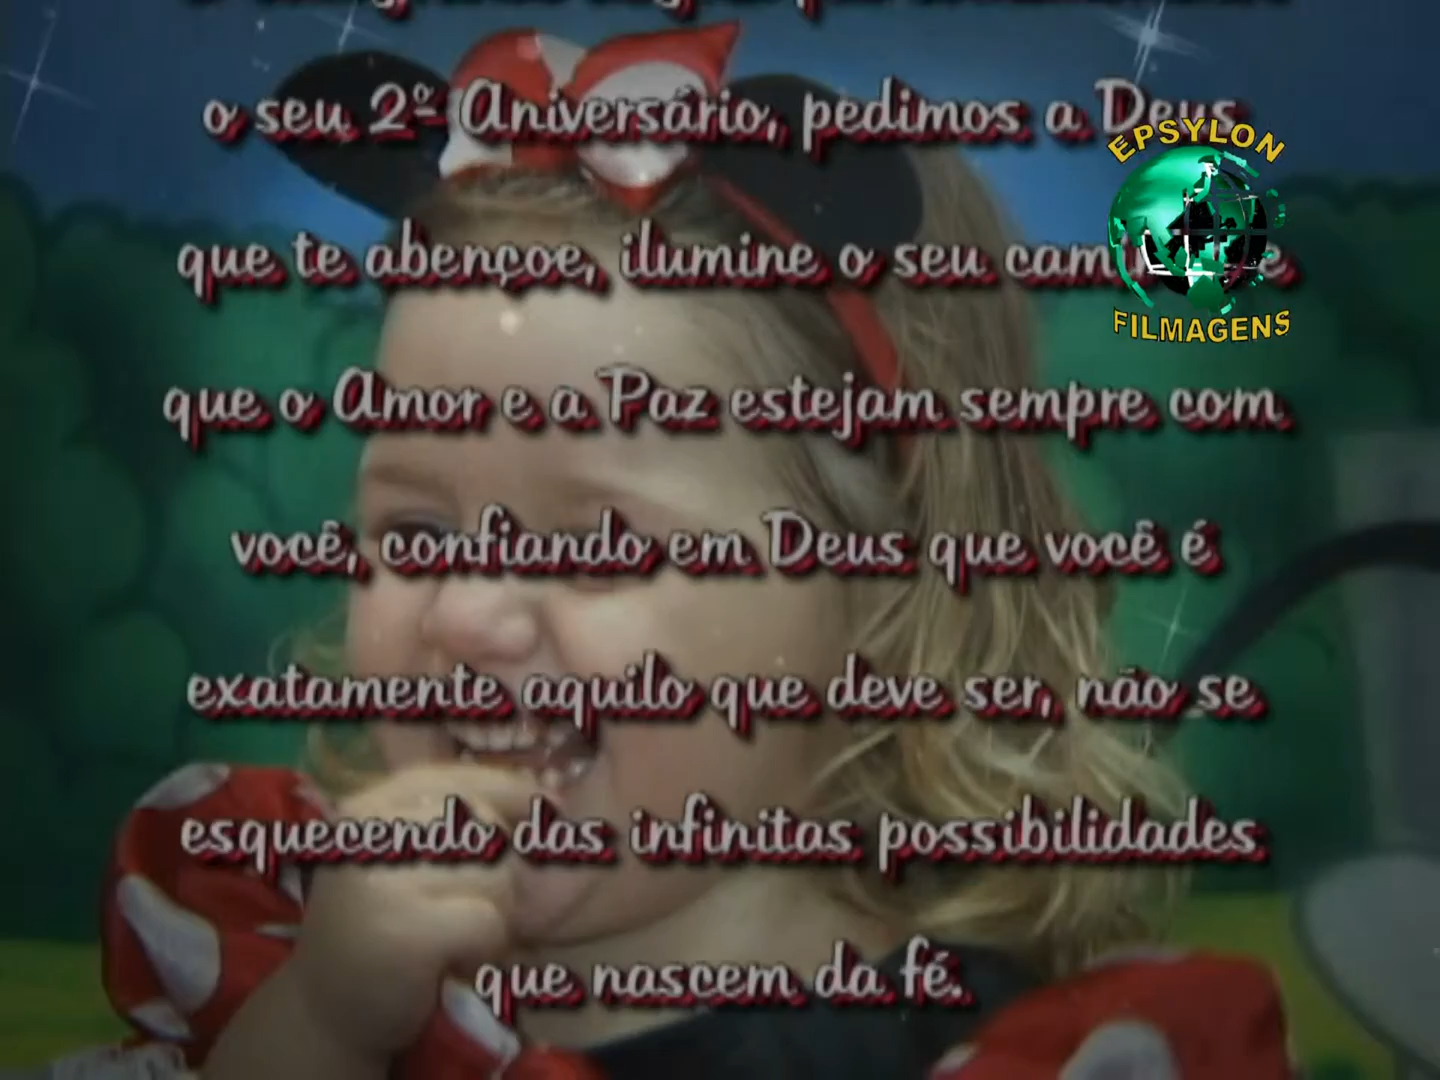 o seu 2º Aniversário, pedimos a Deus
que te abençoe, ilumine o seu e
que o Amor e a Paz estejam sempre com
você, confiando em Deus que você é
exatamente aquilo que deve ser, não se
esquecendo das infinitas possibilidades
que nascem da fé.
EPSYLON
FILMAGENS